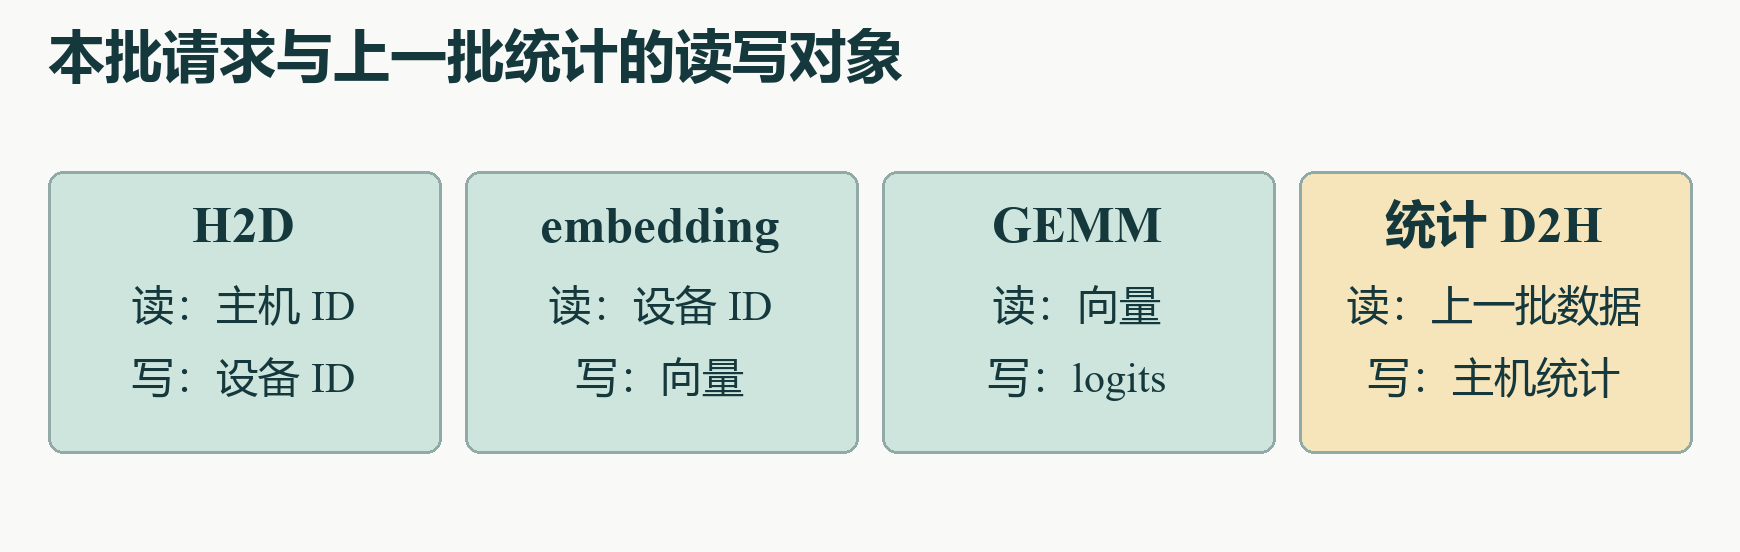 本批请求与上一批统计的读写对象
H2D
读：主机 ID
写：设备 ID
embedding
读：设备 ID
写：向量
GEMM
读：向量
写：logits
统计 D2H
读：上一批数据
写：主机统计